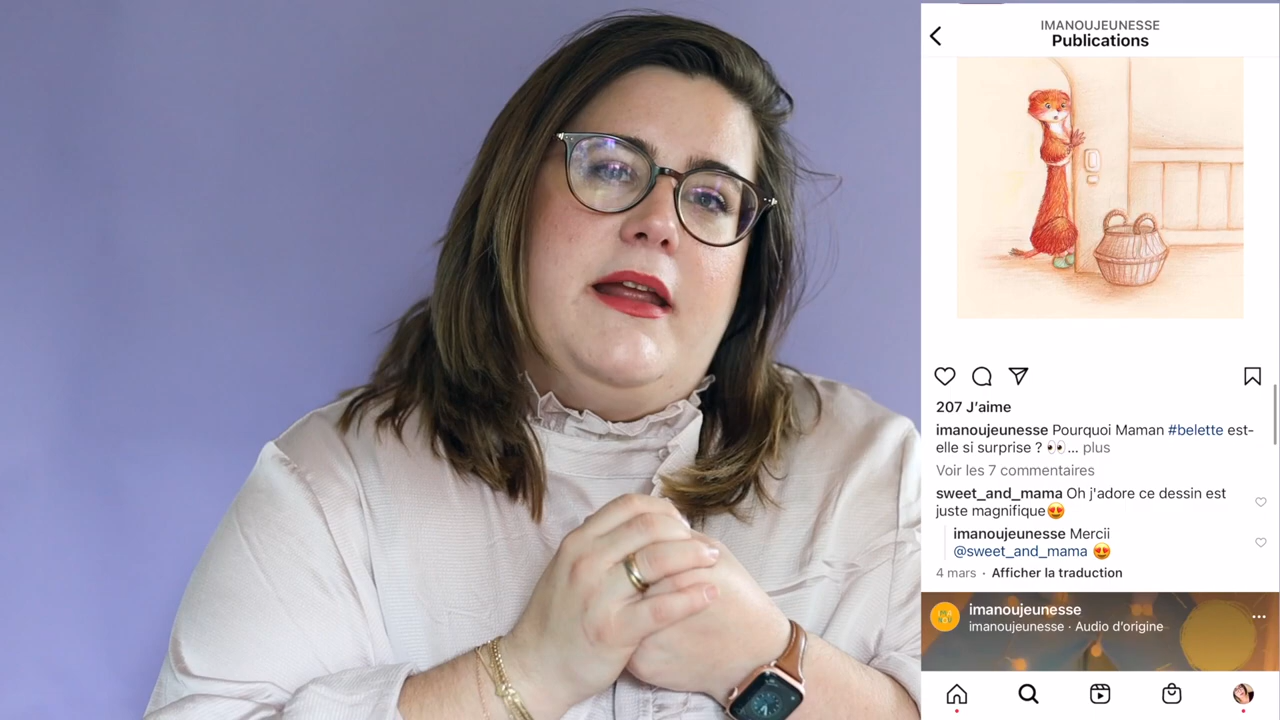 IMANOUJEUNESSE
Publications
207 J’aime
imanoujeunesse Pourquoi Maman #belette est-
elle si surprise ? 👀... plus
Voir les 7 commentaires
sweet_and_mama Oh j'adore ce dessin est
juste magnifique😍
imanoujeunesse Mercii
@sweet_and_mama 😍
4 mars · Afficher la traduction
imanoujeunesse
imanoujeunesse · Audio d’origine